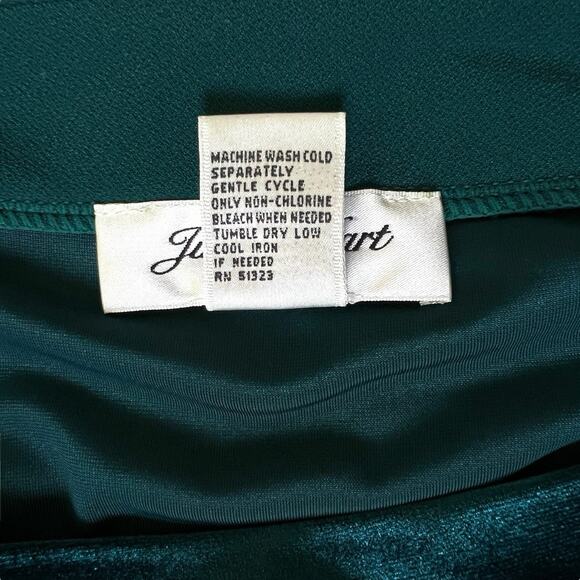 MACHINE WASH COLD
SEPARATELY
GENTLE CYCLE
ONLY NON-CHLORINE
BLEACH WHEN NEEDED
TUMBLE DRY LOW
COOL IRON
IF NEEDED
RN 51323